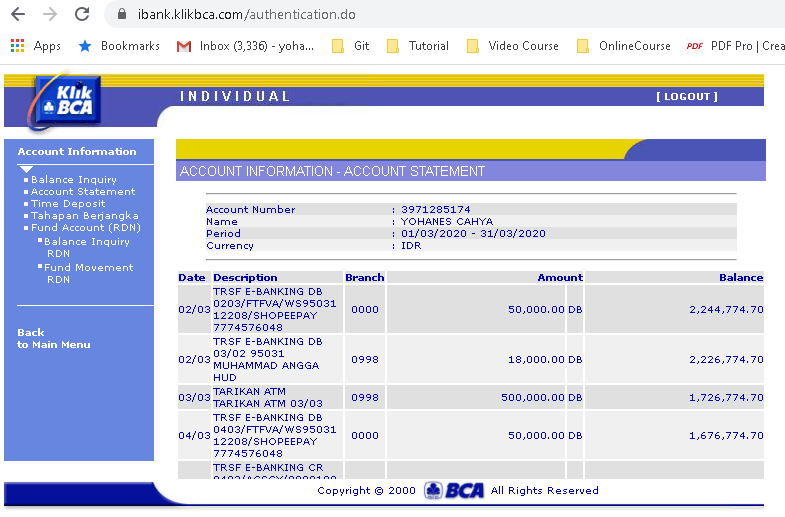 ibank.klikbca.com/authentication.do
Apps Bookmarks Inbox (3,336) - yoha... Git Tutorial Video Course OnlineCourse PDF PDF Pro | Crea
Klik
BCA
INDIVIDUAL
[ LOGOUT ]
Account Information
Balance Inquiry
Account Statement
Time Deposit
Tahapan Berjangka
Fund Account (RDN)
Balance Inquiry
RDN
Fund Movement
RDN
Back
to Main Menu
ACCOUNT INFORMATION - ACCOUNT STATEMENT
Account Number : 3971285174
Name : YOHANES CAHYA
Period : 01/03/2020 - 31/03/2020
Currency : IDR
Date Description Branch Amount Balance
TRSF E-BANKING DB
02/03 0203/FTFVA/WS95031 0000 50,000.00 DB 2,244,774.70
12208/SHOPEEPAY
7774576048
TRSF E-BANKING DB
02/03 03/02 95031 0998 18,000.00 DB 2,226,774.70
MUHAMMAD ANGGA
HUD
03/03 TARIKAN ATM 0998 500,000.00 DB 1,726,774.70
TARIKAN ATM 03/03
TRSF E-BANKING DB
04/03 0403/FTFVA/WS95031 0000 50,000.00 DB 1,676,774.70
12208/SHOPEEPAY
7774576048
TRSF E-BANKING CR
Copyright © 2000 BCA All Rights Reserved